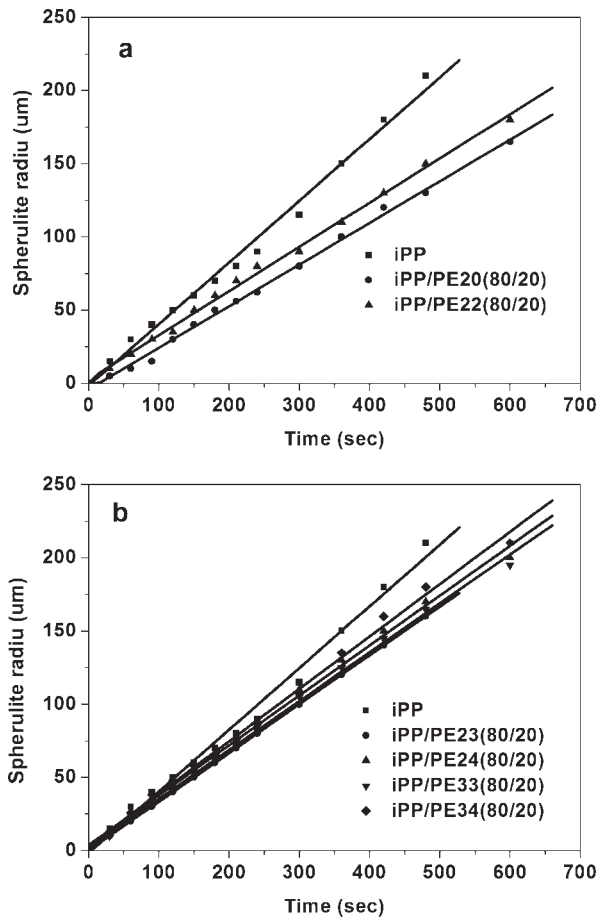 a
250
200
150
100
50
0
Spherulite radiu (um)
iPP
iPP/PE20(80/20)
iPP/PE22(80/20)
0 100 200 300 400 500 600 700
Time (sec)
b
250
200
150
100
50
0
Spherulite radiu (um)
iPP
iPP/PE23(80/20)
iPP/PE24(80/20)
iPP/PE33(80/20)
iPP/PE34(80/20)
0 100 200 300 400 500 600 700
Time (sec)